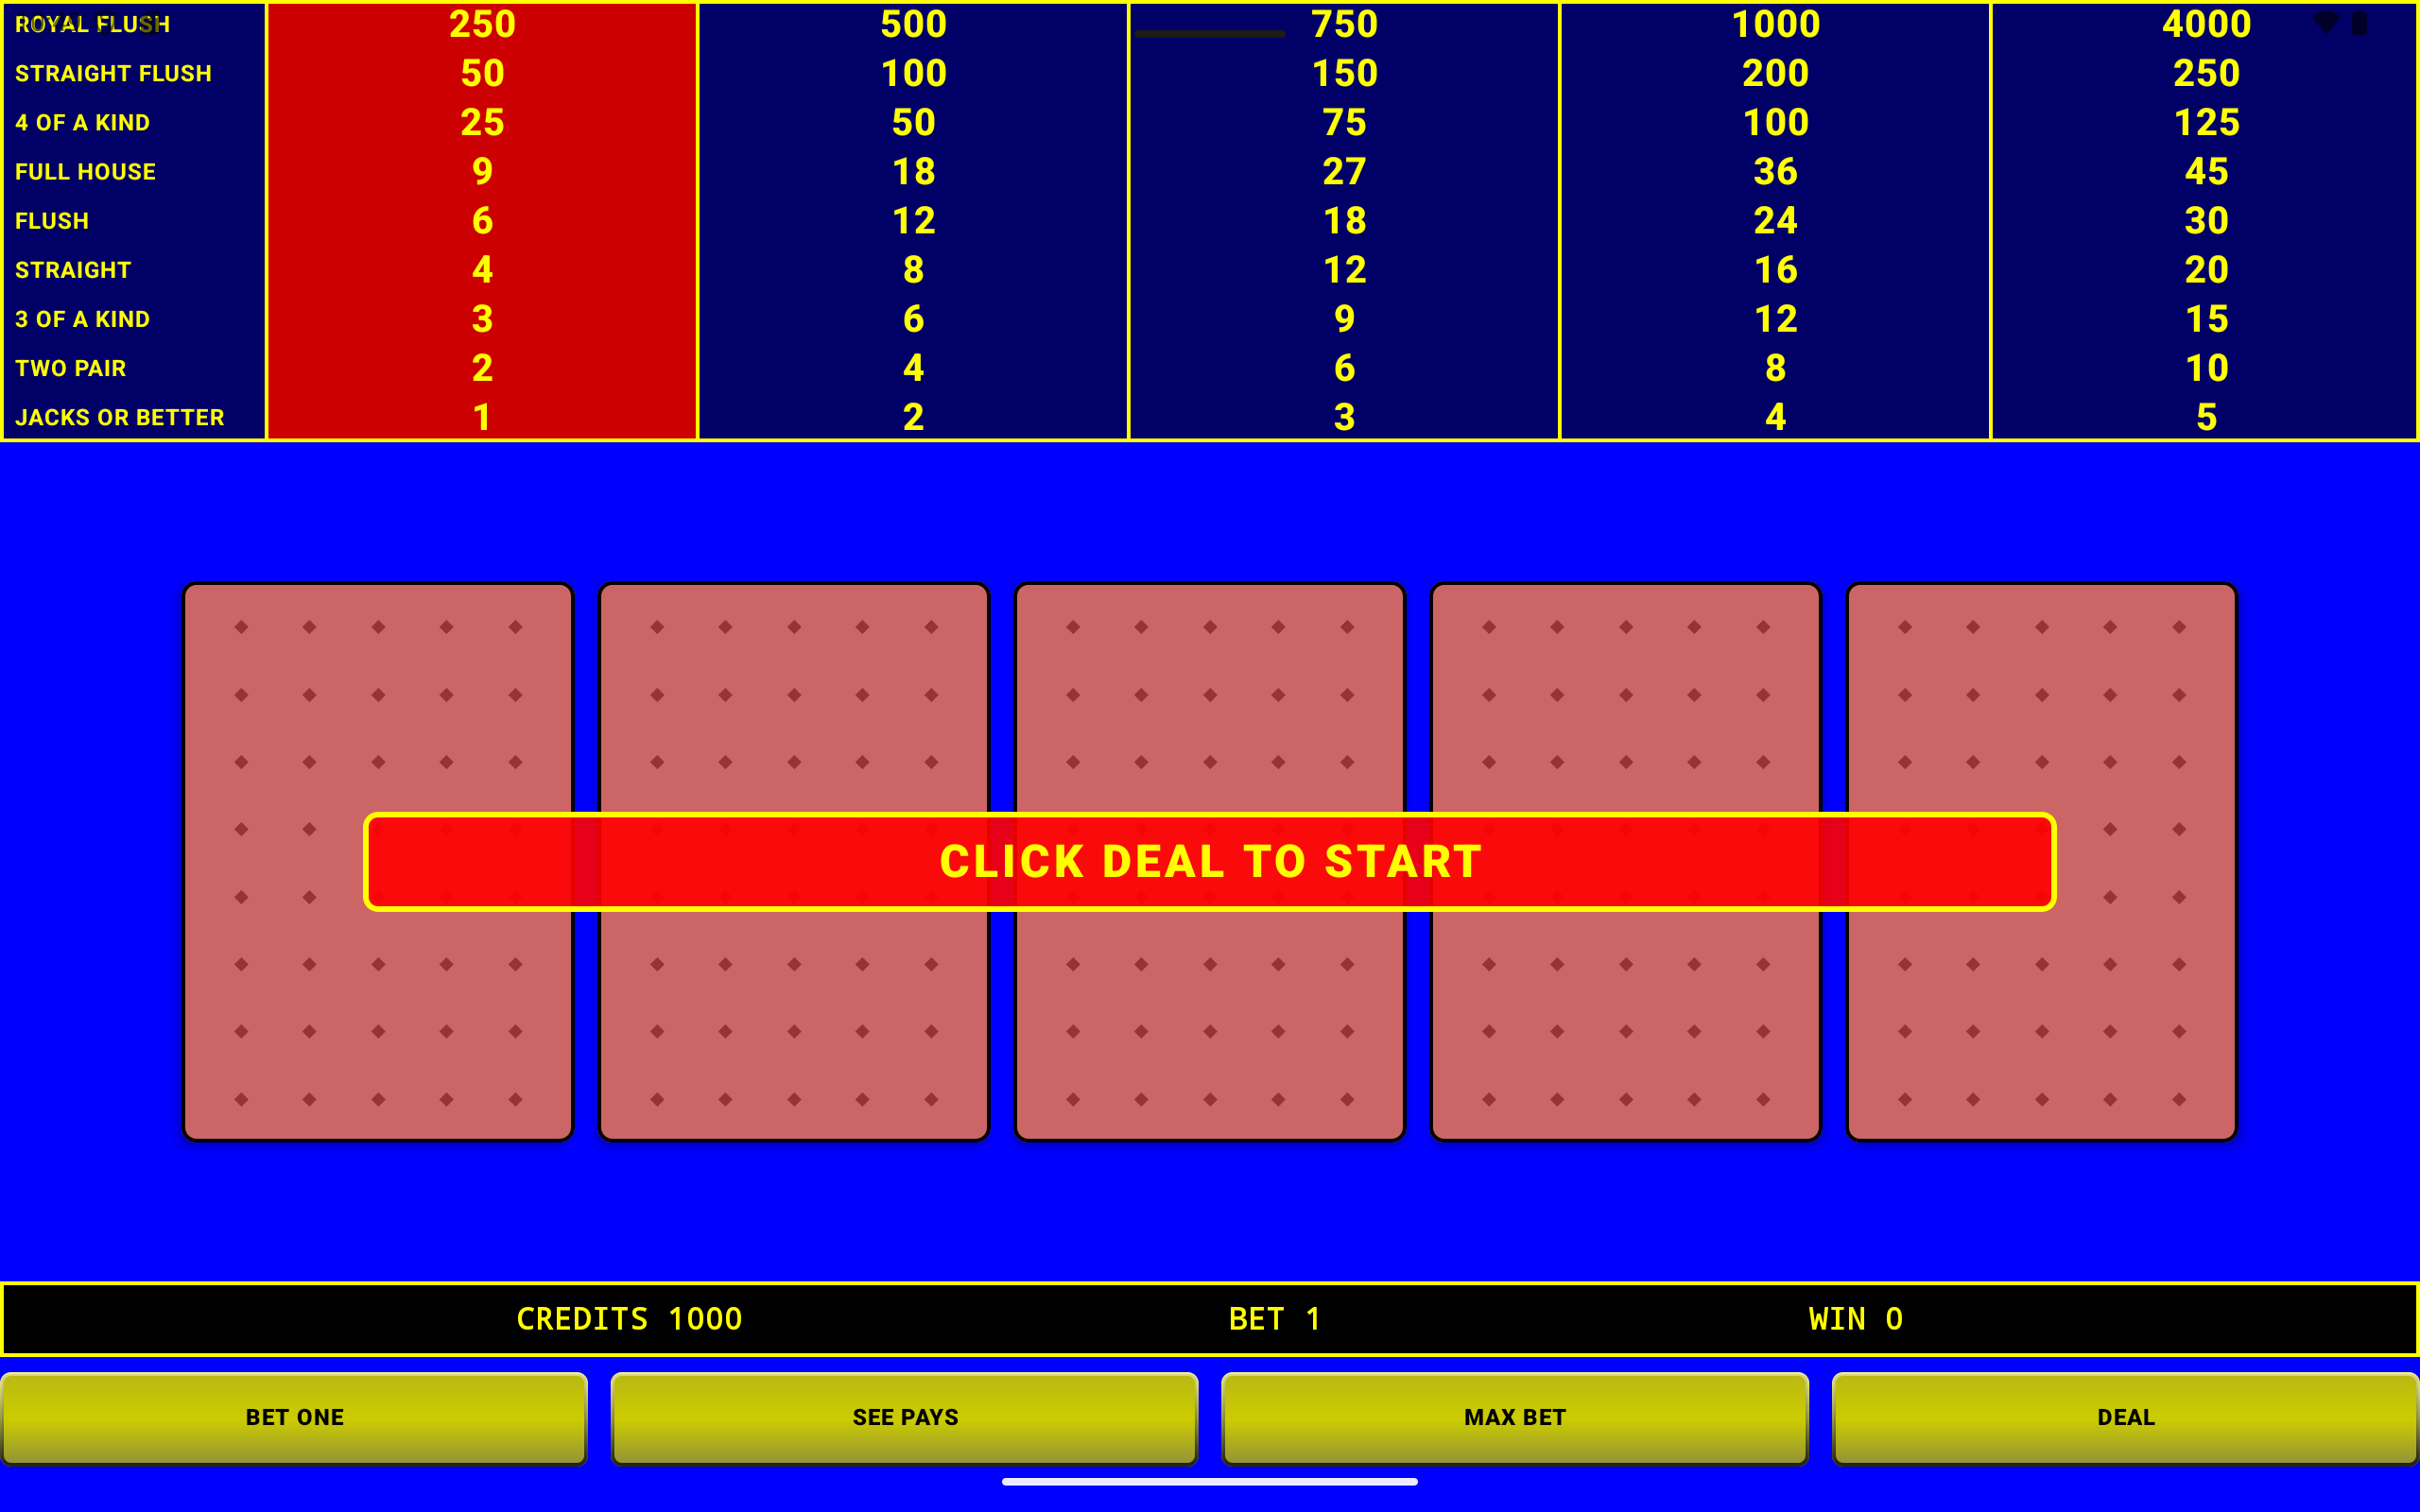 ROYAL FLUSH 250 500 750 1000 4000
STRAIGHT FLUSH 50 100 150 200 250
4 OF A KIND 25 50 75 100 125
FULL HOUSE 9 18 27 36 45
FLUSH 6 12 18 24 30
STRAIGHT 4 8 12 16 20
3 OF A KIND 3 6 9 12 15
TWO PAIR 2 4 6 8 10
JACKS OR BETTER 1 2 3 4 5
CLICK DEAL TO START
CREDITS 1000 BET 1 WIN 0
BET ONE SEE PAYS MAX BET DEAL